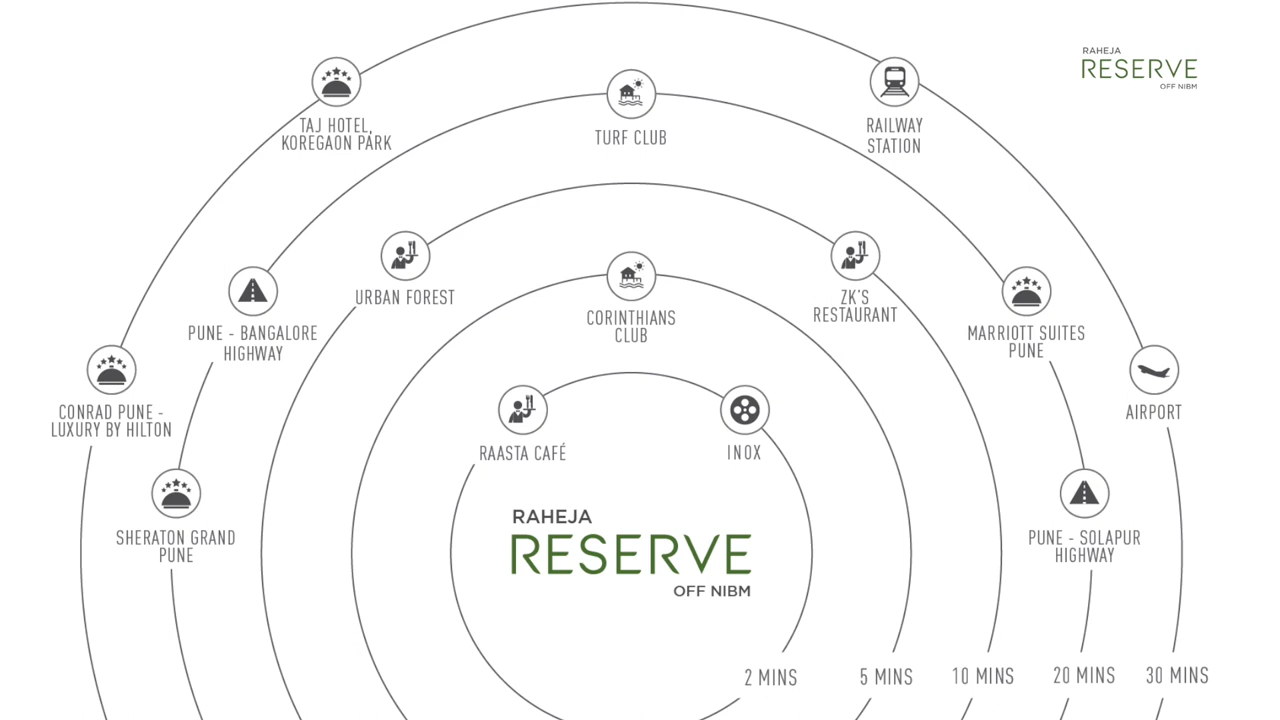 RAHEJA
RESERVE
OFF NIBM
TAJ HOTEL,
KOREGAON PARK
TURF CLUB
RAILWAY
STATION
URBAN FOREST
ZK'S
RESTAURANT
CORINTHIANS
CLUB
PUNE - BANGALORE
HIGHWAY
MARRIOTT SUITES
PUNE
CONRAD PUNE -
LUXURY BY HILTON
AIRPORT
RAASTA CAFÉ
INOX
SHERATON GRAND
PUNE
PUNE - SOLAPUR
HIGHWAY
RAHEJA
RESERVE
OFF NIBM
2 MINS
5 MINS
10 MINS
20 MINS
30 MINS